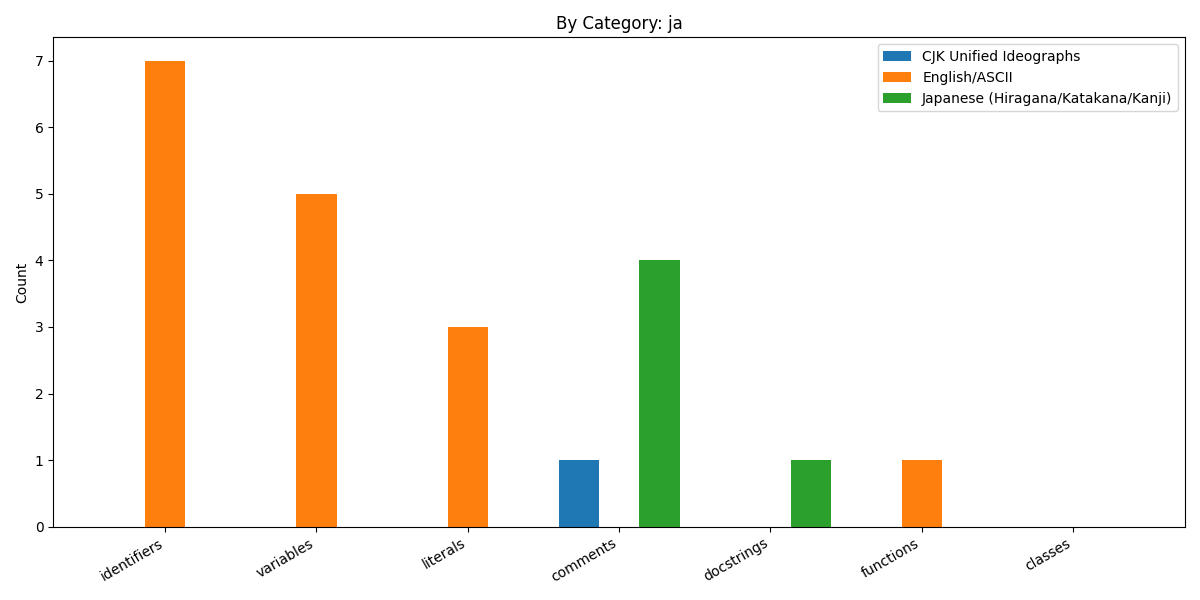 By Category: ja
CJK Unified Ideographs
English/ASCII
Japanese (Hiragana/Katakana/Kanji)
Count
7
6
5
4
3
2
1
0
identifiers
variables
literals
comments
docstrings
functions
classes